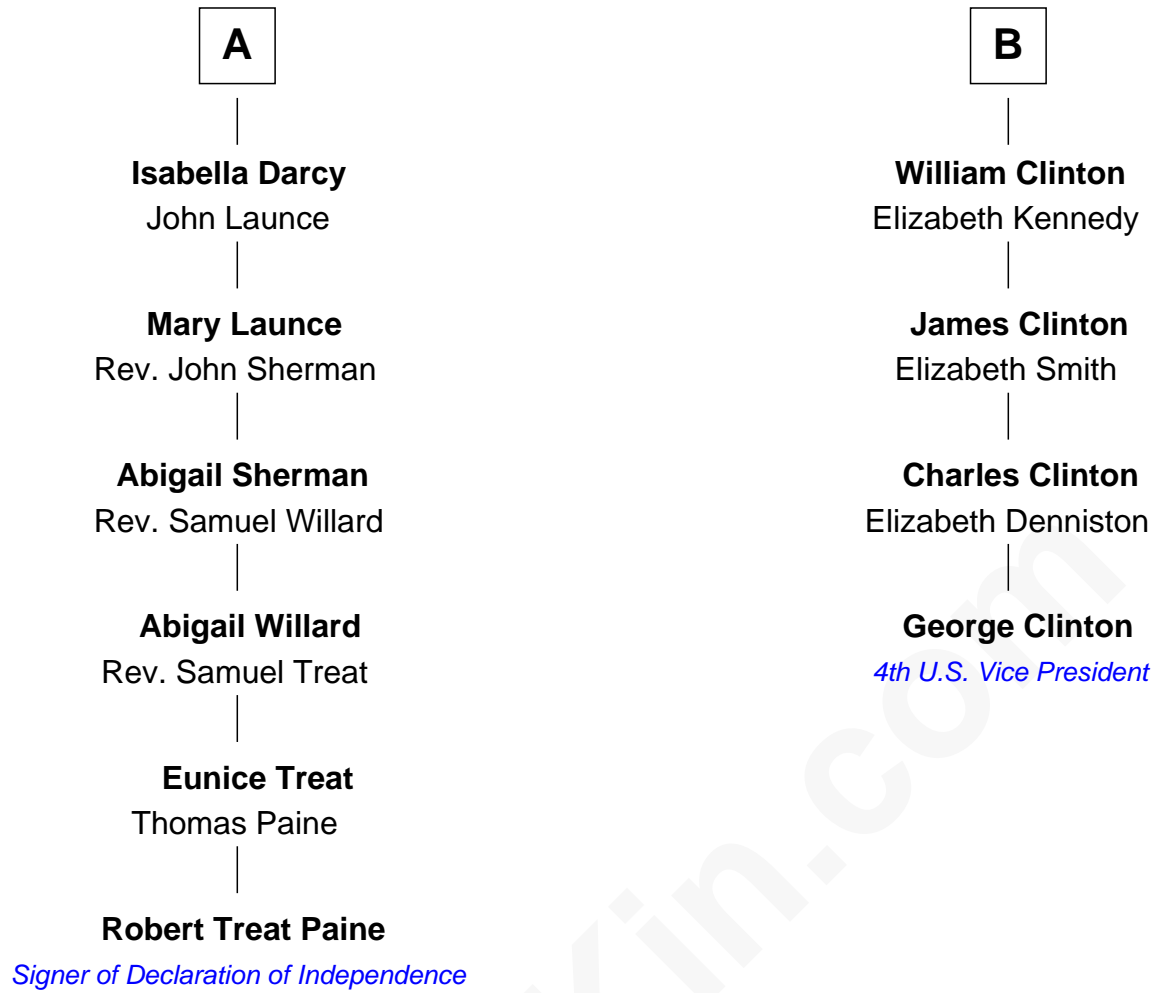 A
Isabella Darcy
John Launce
Mary Launce
Rev. John Sherman
Abigail Sherman
Rev. Samuel Willard
Abigail Willard
Rev. Samuel Treat
Eunice Treat
Thomas Paine
Robert Treat Paine
Signer of Declaration of Independence
B
William Clinton
Elizabeth Kennedy
James Clinton
Elizabeth Smith
Charles Clinton
Elizabeth Denniston
George Clinton
4th U.S. Vice President
kin.com